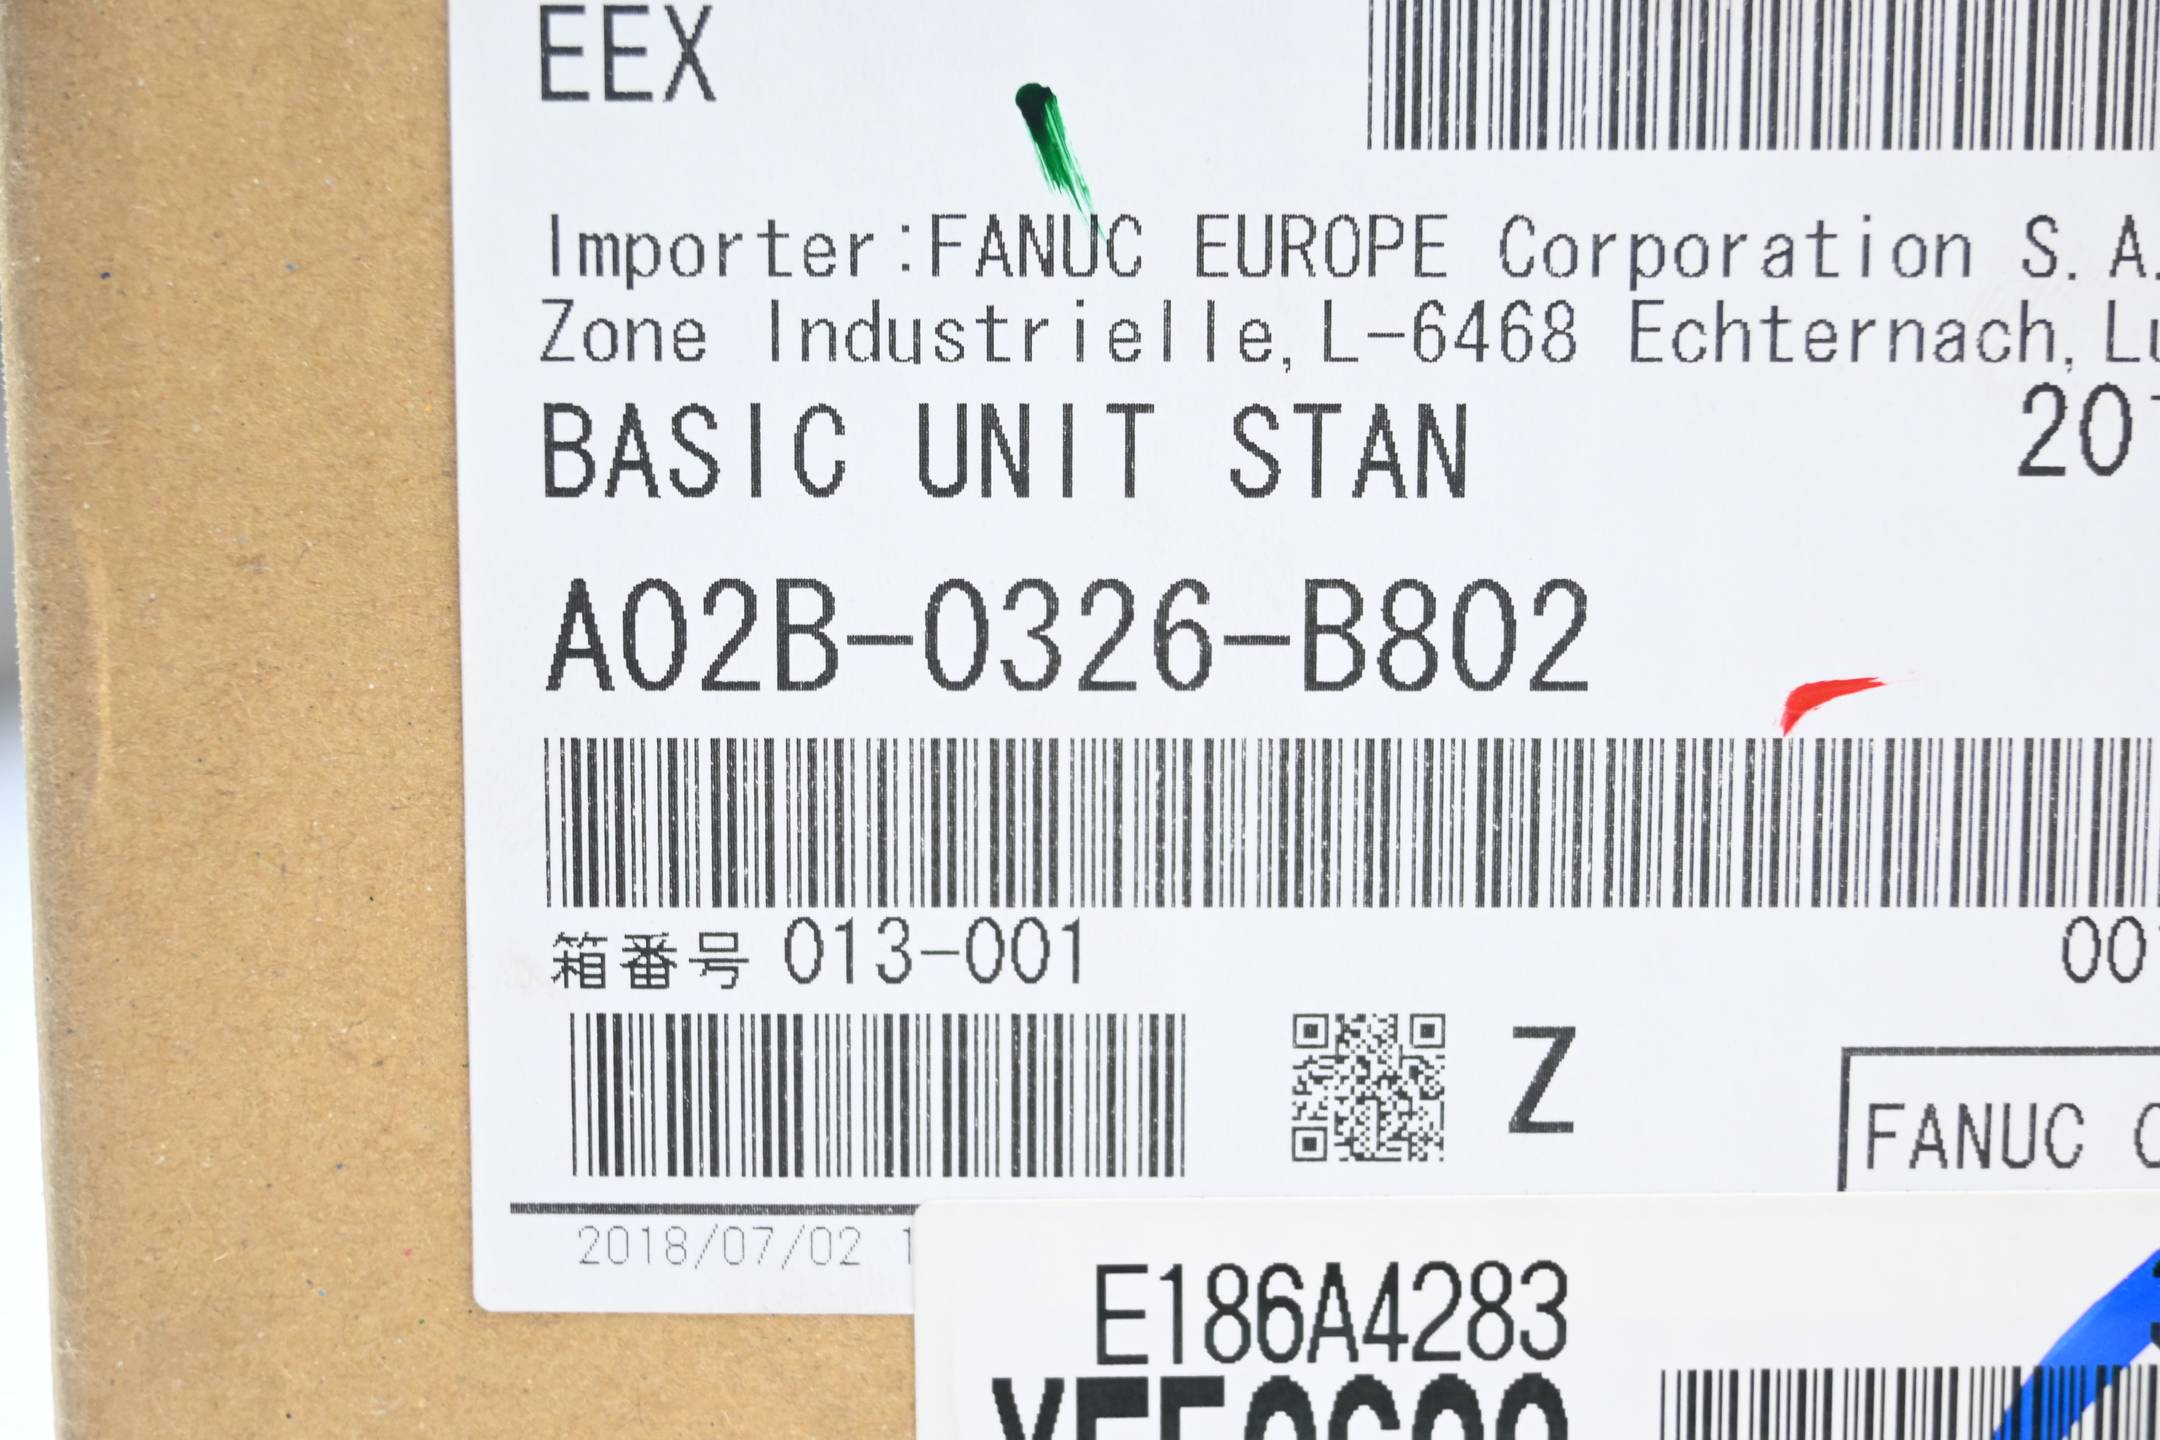 EEX
Importer:FANUC EUROPE Corporation S.A.
Zone Industrielle,L-6468 Echternach,
BASIC UNIT STAN
A02B-0326-B802
箱番号 013-001
Z
FANUC
2018/07/02
E186A4283